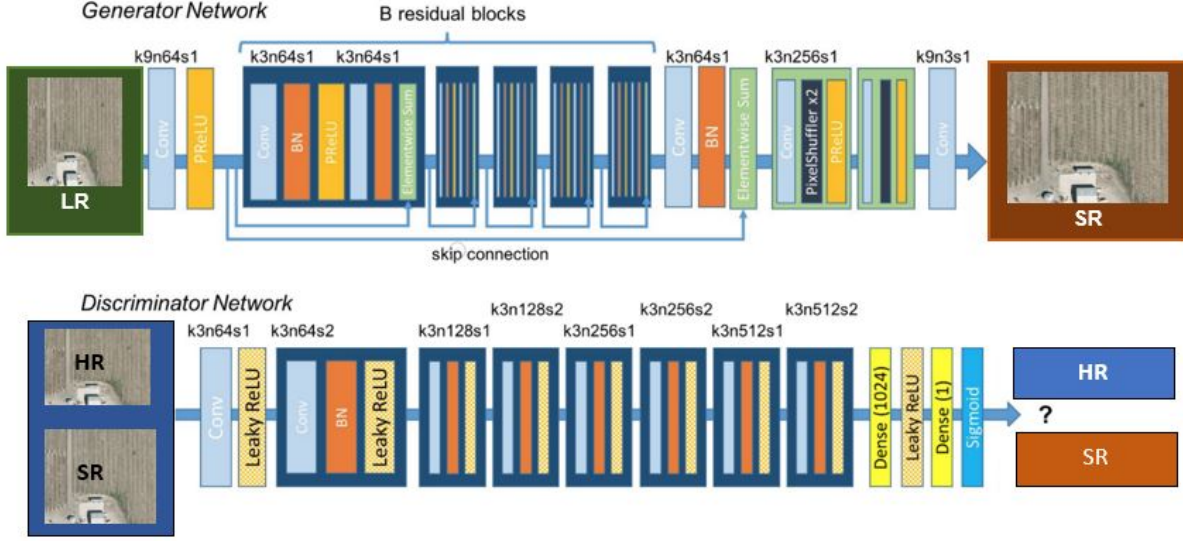 Generator Network
B residual blocks
k9n64s1
k3n64s1 k3n64s1
k3n64s1
k3n256s1
k9n3s1
LR
Conv
PReLU
Conv
BN
PReLU
Elementwise Sum
Conv
BN
Elementwise Sum
Conv
PixelShuffler x2
PReLU
Conv
SR
skip connection
Discriminator Network
k3n64s1 k3n64s2
k3n128s1
k3n128s2
k3n256s1
k3n256s2
k3n512s1
k3n512s2
HR
SR
Conv
Leaky ReLU
Conv
BN
Leaky ReLU
Dense (1024)
Leaky ReLU
Dense (1)
Sigmoid
HR
?
SR